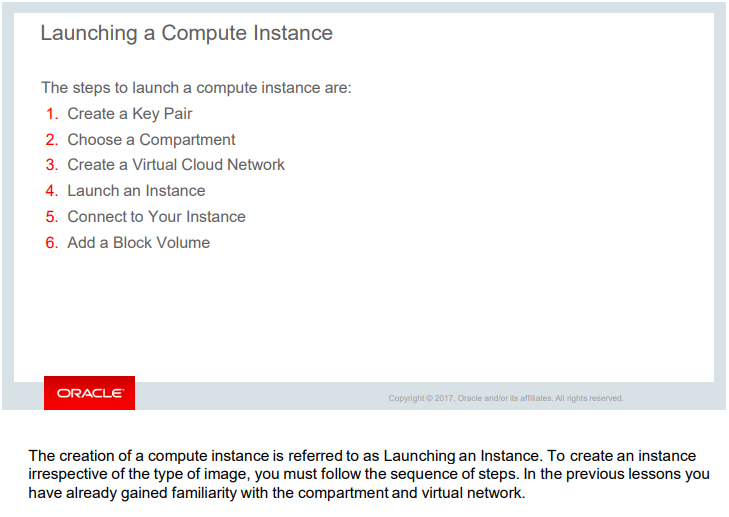 Launching a Compute Instance
The steps to launch a compute instance are:
1. Create a Key Pair
2. Choose a Compartment
3. Create a Virtual Cloud Network
4. Launch an Instance
5. Connect to Your Instance
6. Add a Block Volume
ORACLE
Copyright © 2017, Oracle and/or its affiliates. All rights reserved.
The creation of a compute instance is referred to as Launching an Instance. To create an instance
irrespective of the type of image, you must follow the sequence of steps. In the previous lessons you
have already gained familiarity with the compartment and virtual network.